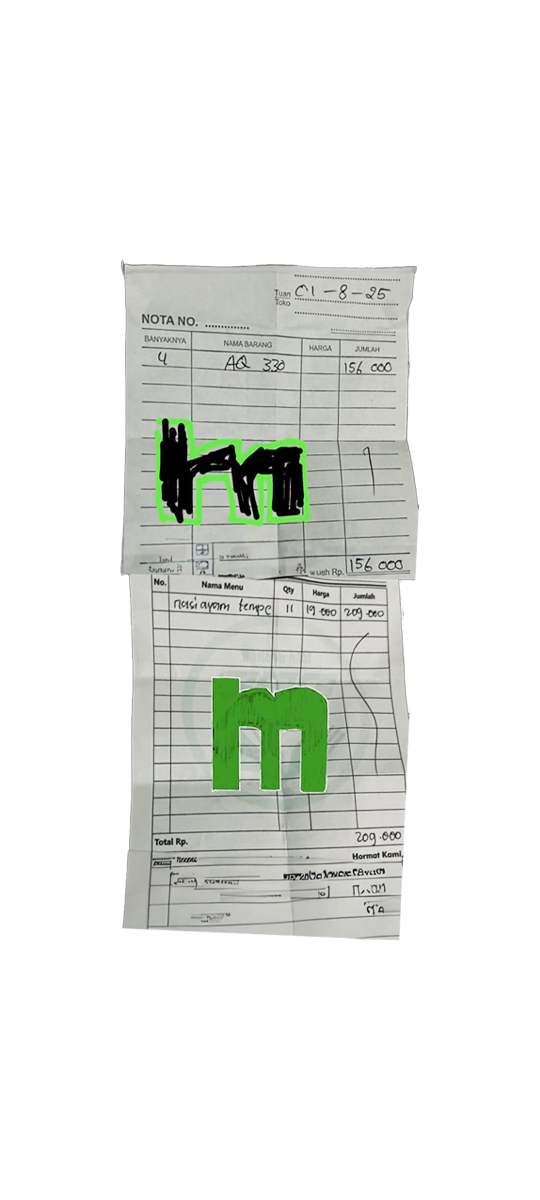 Tuan 01-8-25
Toko
NOTA NO. ..............
BANYAKNYA NAMA BARANG HARGA JUMLAH
4 AQ 330 156 000
m
Rp. 156 000
No. Nama Menu Qty Harga Jumlah
nasi ayam tempe 11 19.000 209.000
m
Total Rp. 209.000
Hormat Kami,